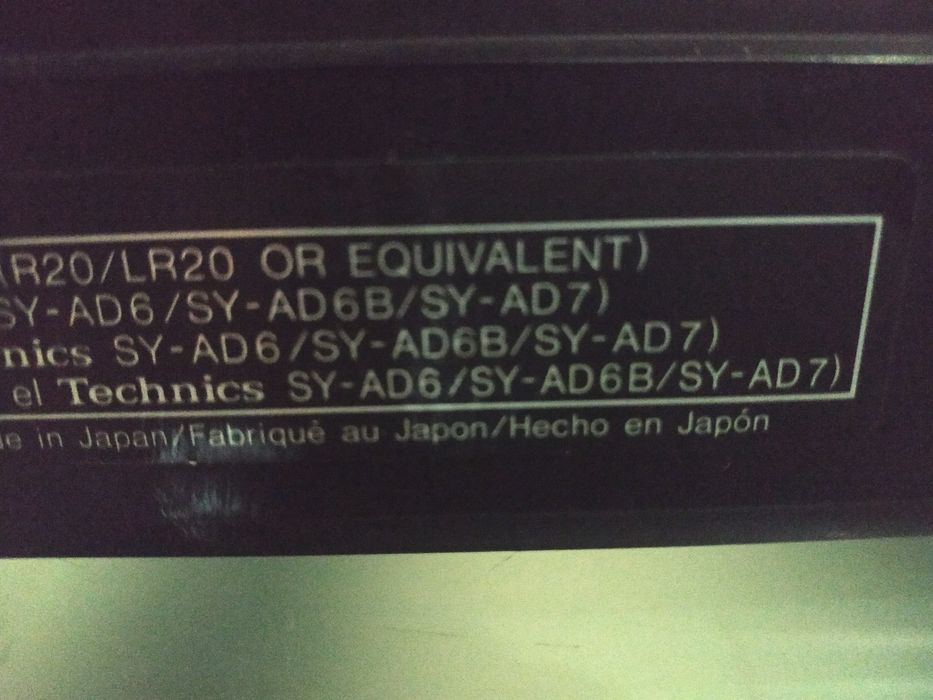 (R20/LR20 OR EQUIVALENT)
SY-AD6/SY-AD6B/SY-AD7)
nics SY-AD6/SY-AD6B/SY-AD7)
el Technics SY-AD6/SY-AD6B/SY-AD7)
de in Japan/Fabriqué au Japon/Hecho en Japón